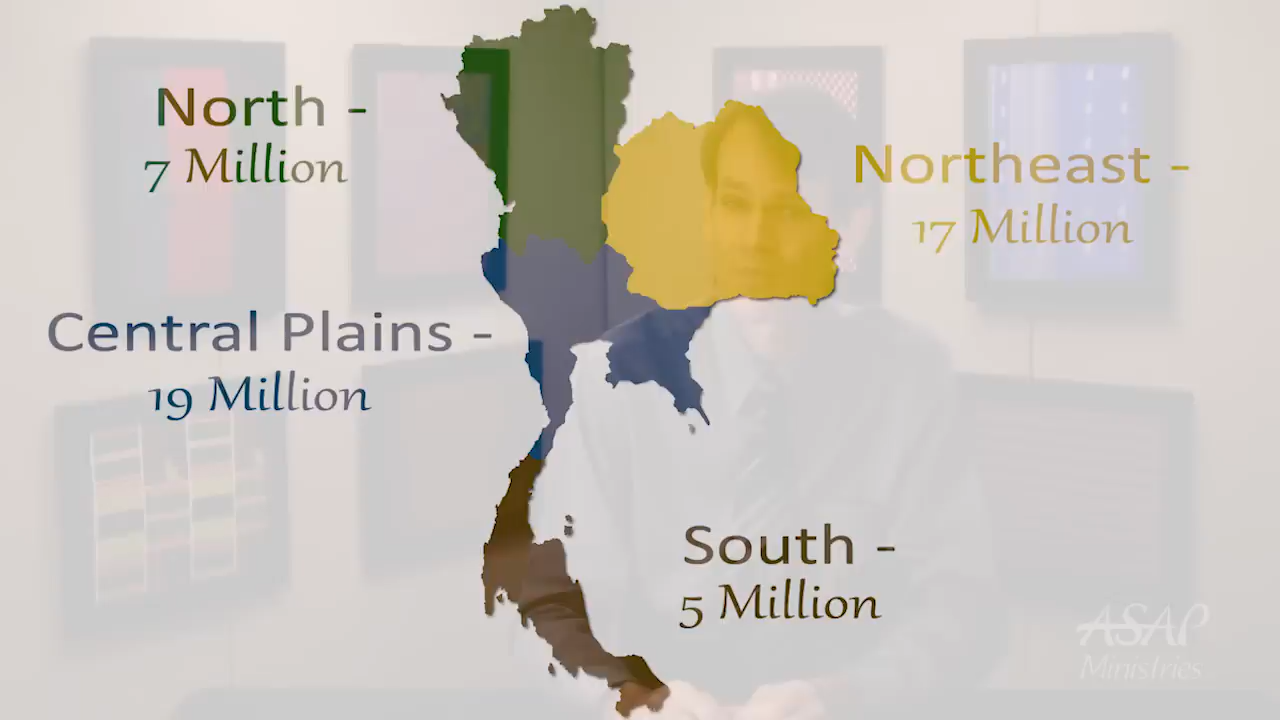 North -
7 Million
Northeast -
17 Million
Central Plains -
19 Million
South -
5 Million
ASAP
Ministries